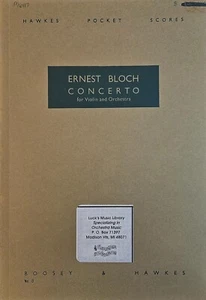 HAWKES POCKET SCORES
ERNEST BLOCH
CONCERTO
for Violin and Orchestra
Luck's Music Library
Specializing in
Orchestra Music
P. O. Box 71397
Madison Hts, MI 48071
BOOSEY & HAWKES